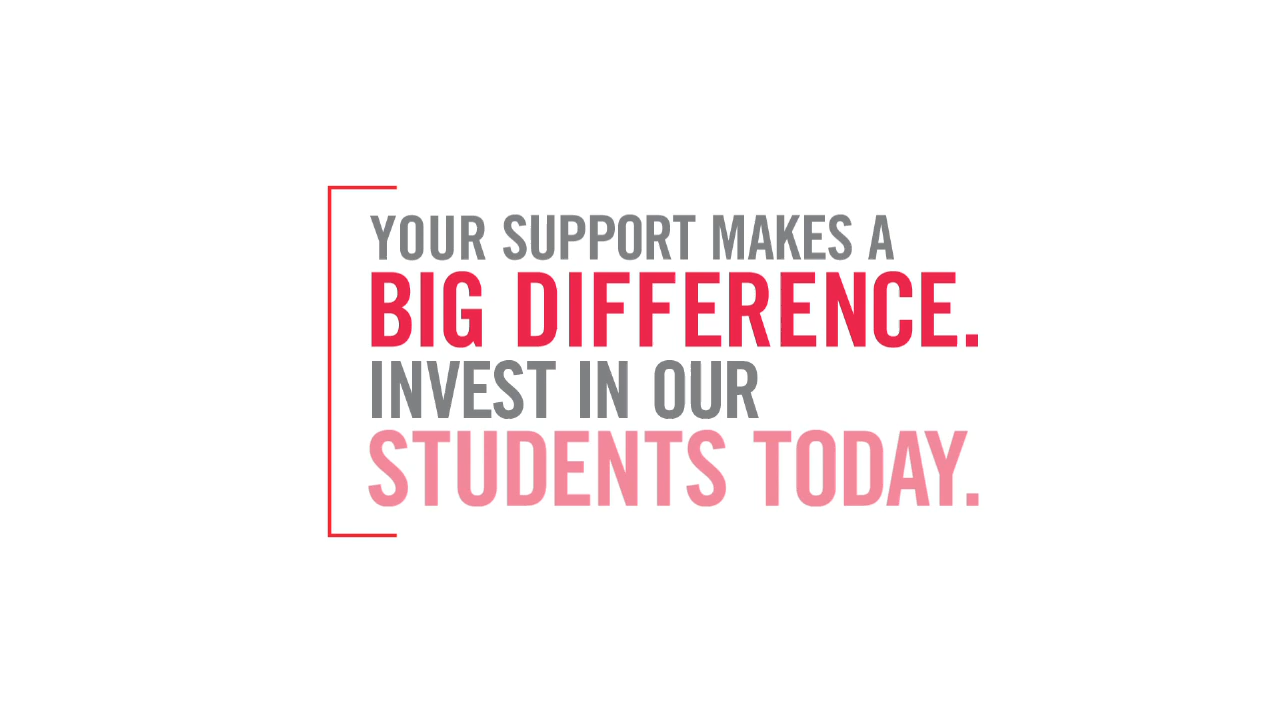 YOUR SUPPORT MAKES A
BIG DIFFERENCE.
INVEST IN OUR
STUDENTS TODAY.